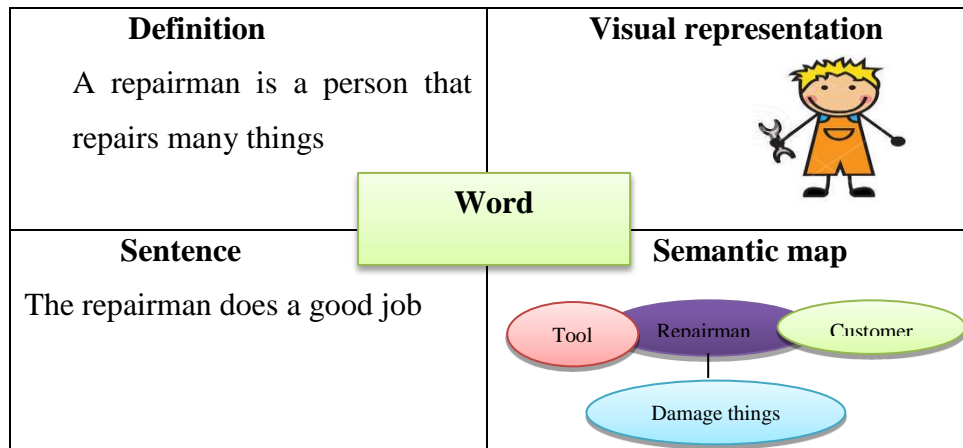 Definition
A repairman is a person that
repairs many things
Visual representation
Word
Sentence
The repairman does a good job
Semantic map
Tool
Repairman
Customer
Damage things